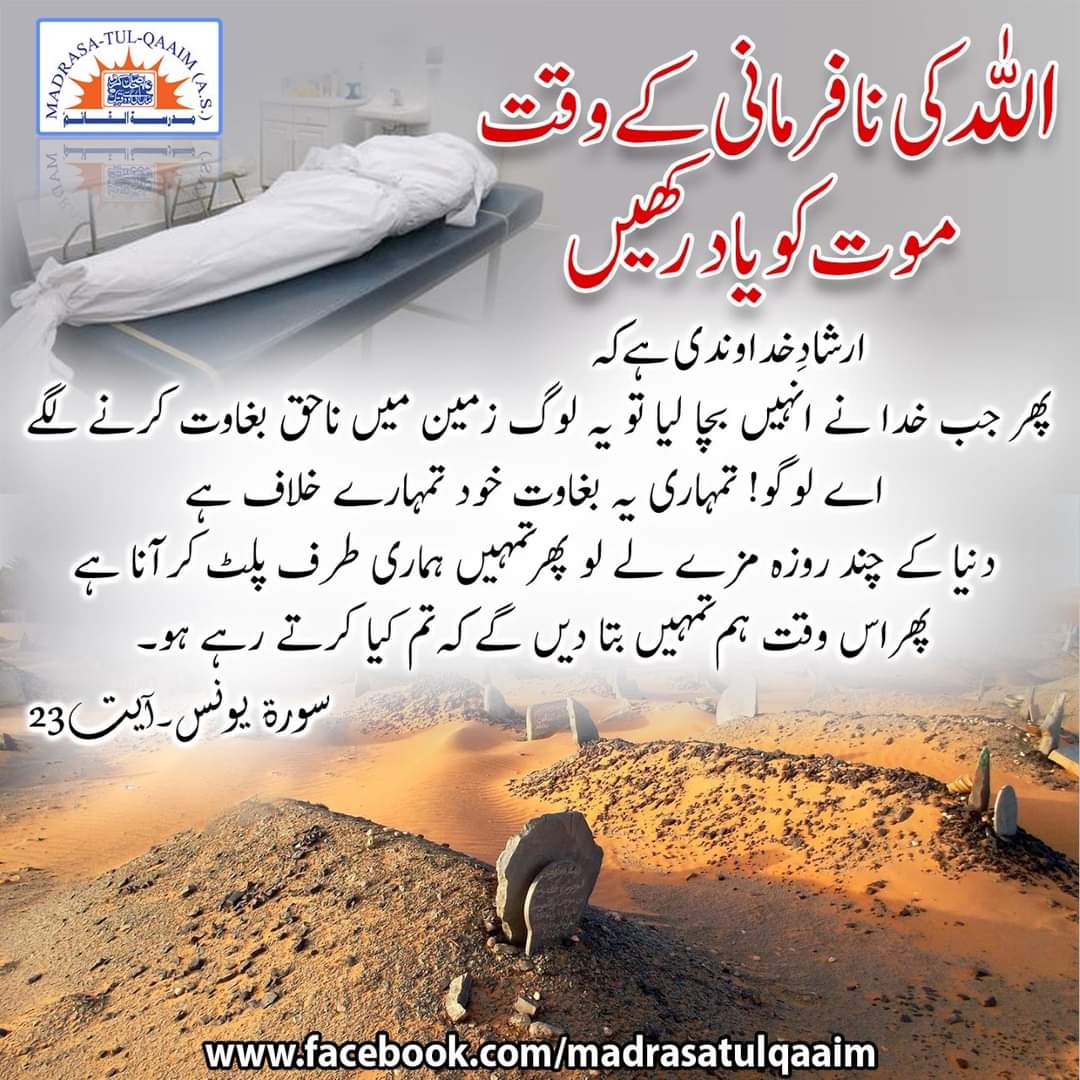 MADRASA-TUL-QAAIM (A.S)
مدرسة القائم
اللہ کی نافرمانی کے وقت
موت کو یاد رکھیں
ارشادِ خداوندی ہے کہ
پھر جب خدا نے انہیں بچا لیا تو یہ لوگ زمین میں ناحق بغاوت کرنے لگے
اے لوگو! تمہاری یہ بغاوت خود تمہارے خلاف ہے
دنیا کے چند روزہ مزے لے لو پھر تمہیں ہماری طرف پلٹ کر آنا ہے
پھر اس وقت ہم تمہیں بتا دیں گے کہ تم کیا کرتے رہے ہو۔
سورۃ یونس۔ آیت 23
www.facebook.com/madrasatulqaaim